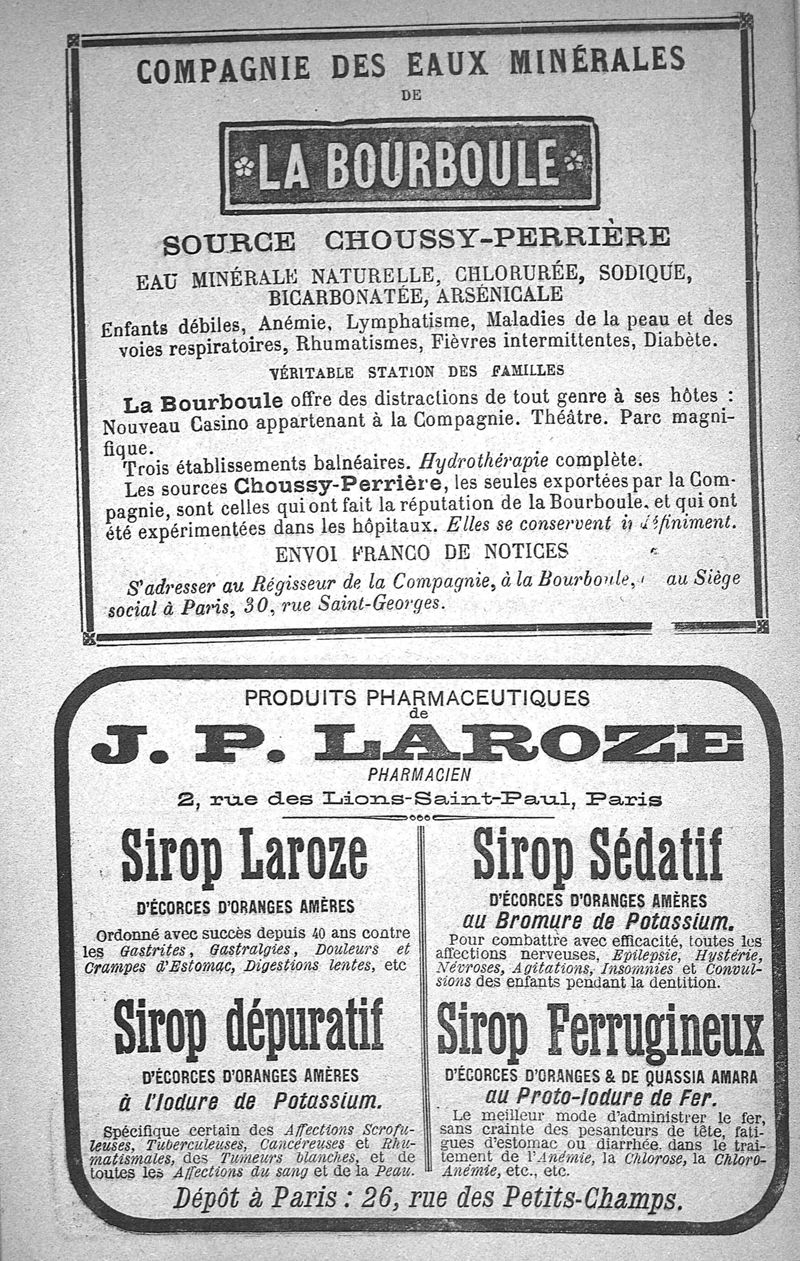 COMPAGNIE DES EAUX MINÉRALES
DE
LA BOURBOULE
SOURCE CHOUSSY-PERRIÈRE
EAU MINÉRALE NATURELLE, CHLORURÉE, SODIQUE,
BICARBONATÉE, ARSÉNICALE
Enfants débiles, Anémie, Lymphatisme, Maladies de la peau et des
voies respiratoires, Rhumatismes, Fièvres intermittentes, Diabète.
VÉRITABLE STATION DES FAMILLES
La Bourboule offre des distractions de tout genre à ses hôtes :
Nouveau Casino appartenant à la Compagnie. Théâtre. Parc magni-
fique.
Trois établissements balnéaires. Hydrothérapie complète.
Les sources Choussy-Perrière, les seules exportées par la Com-
pagnie, sont celles qui ont fait la réputation de la Bourboule, et qui ont
été expérimentées dans les hôpitaux. Elles se conservent
ENVOI FRANCO DE NOTICES
S'adresser au Régisseur de la Compagnie, à la Bourboule, au Siège
social à Paris, 30, rue Saint-Georges.
PRODUITS PHARMACEUTIQUES
de
J. P. LAROZE
PHARMACIEN
2, rue des Lions-Saint-Paul, Paris
Sirop Laroze
D'ÉCORCES D'ORANGES AMÈRES
Ordonné avec succès depuis 40 ans contre
les Gastrites, Gastralgies, Douleurs et
Crampes d'Estomac, Digestions lentes, etc
Sirop dépuratif
D'ÉCORCES D'ORANGES AMÈRES
à l'Iodure de Potassium.
Spécifique certain des Affections Scrofu-
leuses, Tuberculeuses, Cancéreuses et Rhu-
matismales, des Tumeurs blanches, et de
toutes les Affections du sang et de la Peau.
Sirop Sédatif
D'ÉCORCES D'ORANGES AMÈRES
au Bromure de Potassium.
Pour combattre avec efficacité, toutes les
affections nerveuses, Epilepsie, Hystérie,
Névroses, Agitations, Insomnies et Convul-
sions des enfants pendant la dentition.
Sirop Ferrugineux
D'ÉCORCES D'ORANGES & DE QUASSIA AMARA
au Proto-Iodure de Fer.
Le meilleur mode d'administrer le fer,
sans crainte des pesanteurs de tête, fati-
gues d'estomac ou diarrhée, dans le trai-
tement de l'Anémie, la Chlorose, la Chloro-
Anémie, etc., etc.
Dépôt à Paris : 26, rue des Petits-Champs.